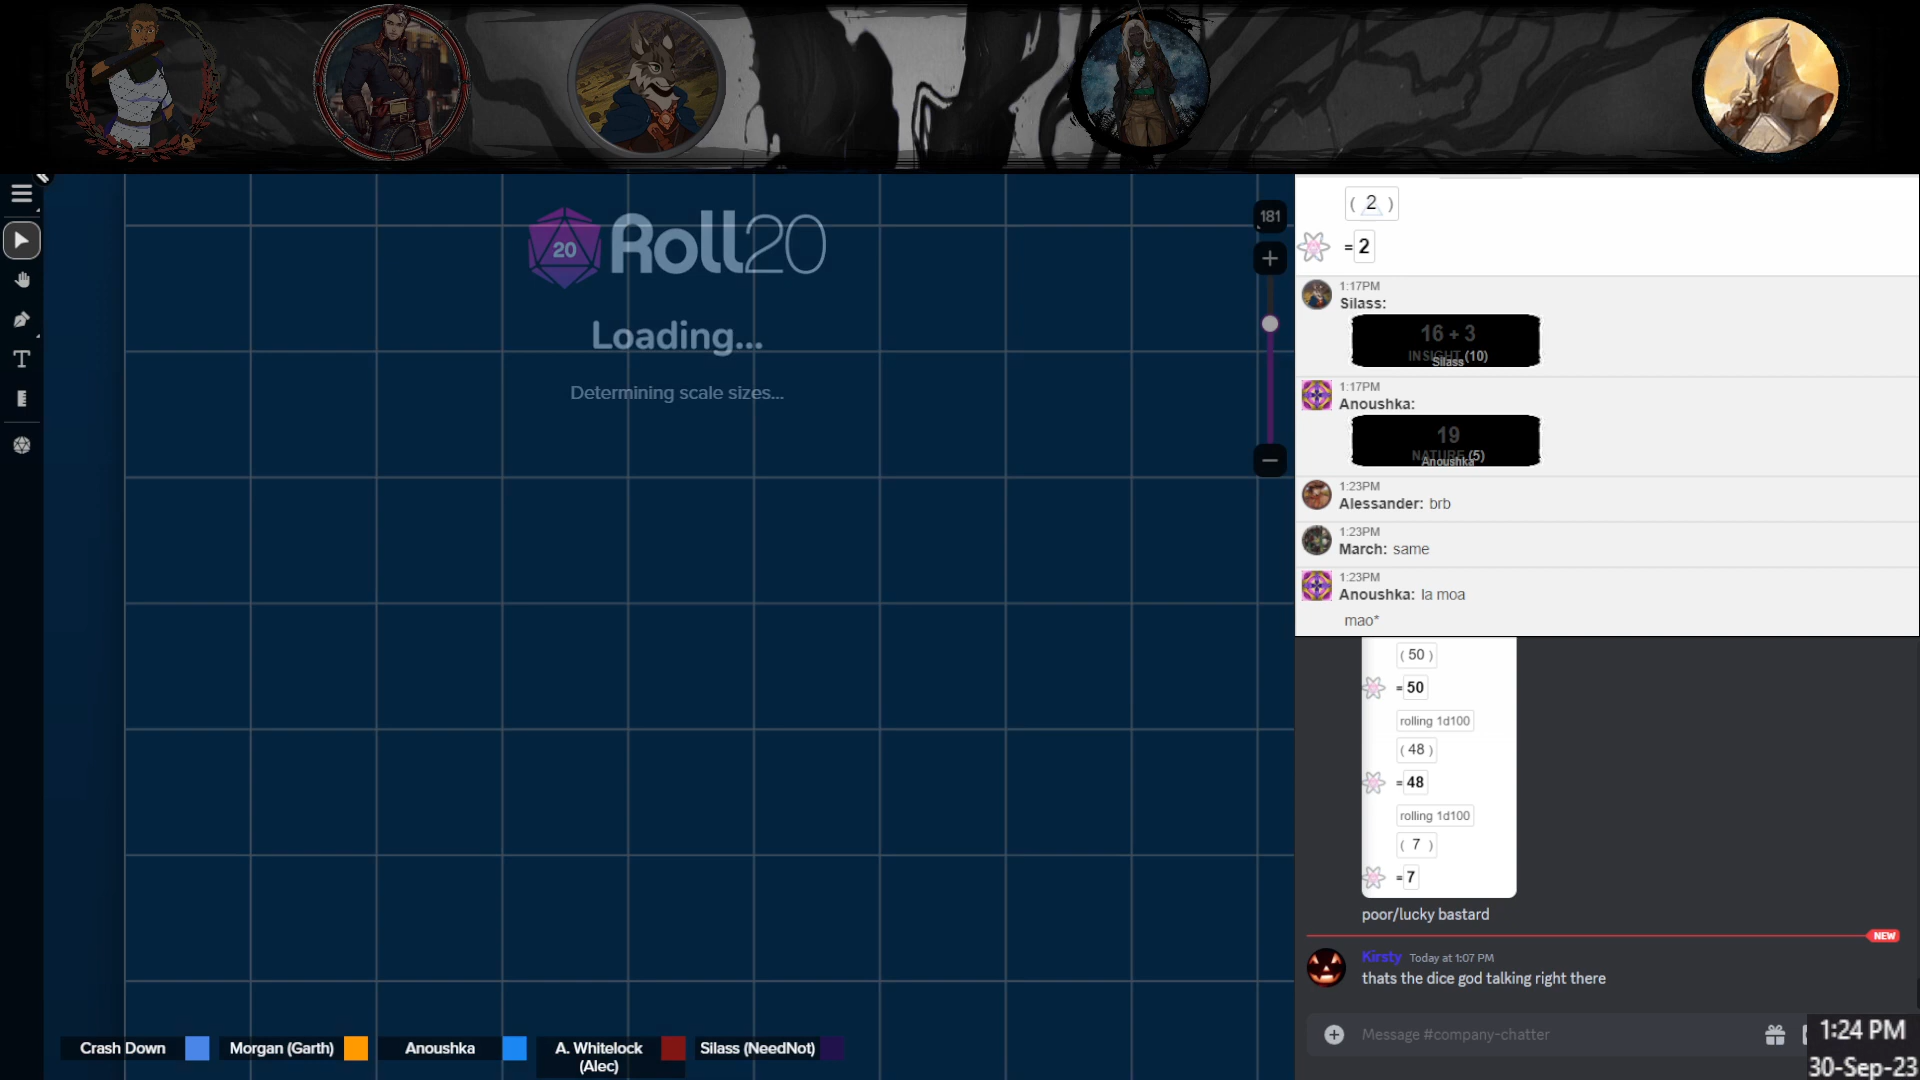 20
Roll20
Loading...
Determining scale sizes...
181
( 2 )
= 2
1:17PM
Silass:
16 + 3
INSIGHT (10)
Silass
1:17PM
Anoushka:
19
NATURE (5)
Anoushka
1:23PM
Alessander: brb
1:23PM
March: same
1:23PM
Anoushka: la moa
mao*
( 50 )
= 50
rolling 1d100
( 48 )
= 48
rolling 1d100
( 7 )
= 7
poor/lucky bastard
NEW
Kirsty Today at 1:07 PM
thats the dice god talking right there
Message #company-chatter
1:24 PM
30-Sep-23
Crash Down
Morgan (Garth)
Anoushka
A. Whitelock
(Alec)
Silass (NeedNot)